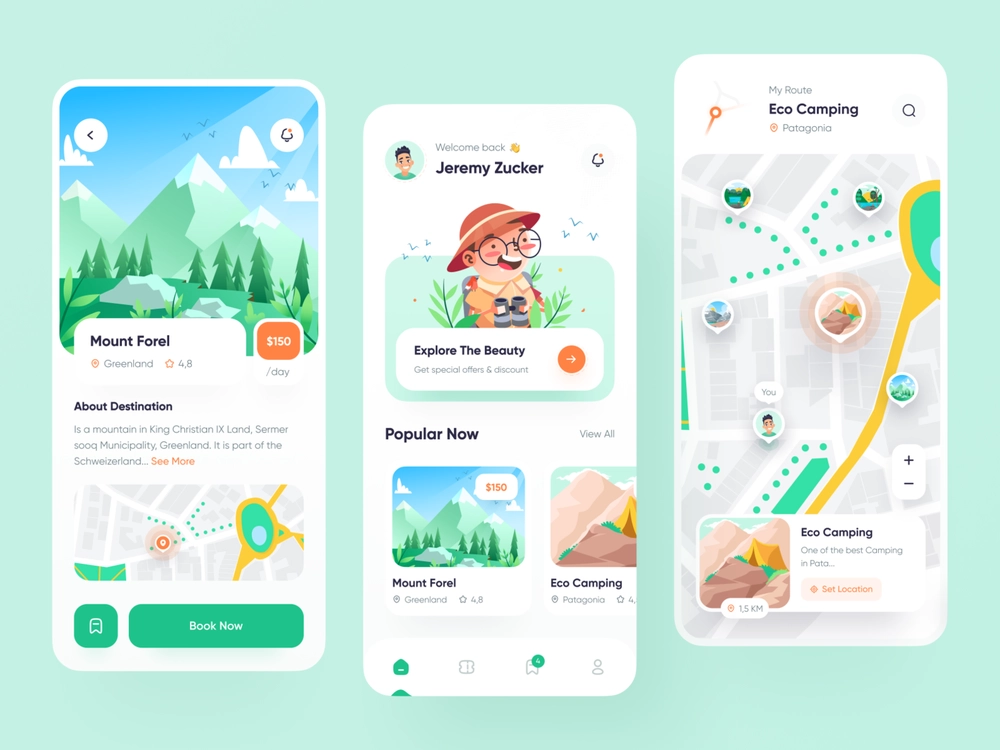 Mount Forel
Greenland
4,8
$150
/day
About Destination
Is a mountain in King Christian IX Land, Sermer
sooq Municipality, Greenland. It is part of the
Schweizerland... See More
Book Now
Welcome back 👋
Jeremy Zucker
Explore The Beauty
Get special offers & discount
Popular Now
View All
$150
Mount Forel
Greenland
4,8
Eco Camping
Patagonia
4,
4
My Route
Eco Camping
Patagonia
You
+
−
Eco Camping
One of the best Camping
in Pata...
Set Location
1,5 KM